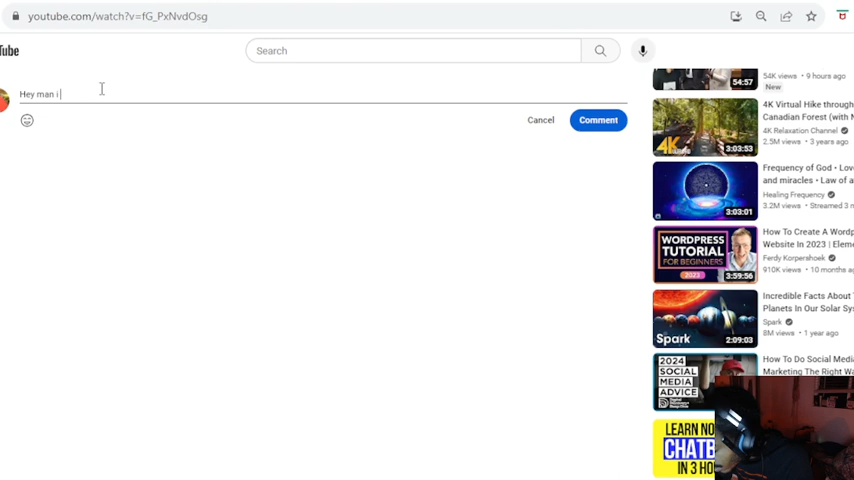 youtube.com/watch?v=fG_PxNvdOsg
Tube
Search
Hey man i
Cancel
Comment
54:57
54K views • 9 hours ago
New
4K
3:03:53
4K Virtual Hike through
Canadian Forest (with
4K Relaxation Channel
2.5M views • 3 years ago
3:03:01
Frequency of God • Lov
and miracles • Law of a
Healing Frequency
3.2M views • Streamed 3
WORDPRESS
TUTORIAL
FOR BEGINNERS
2023
3:59:56
How To Create A Wordp
Website In 2023 | Elem
Ferdy Korpershoek
910K views • 10 months a
Spark
2:09:03
Incredible Facts About
Planets In Our Solar Sy
Spark
8M views • 1 year ago
2024
SOCIAL
MEDIA
ADVICE
How To Do Social Media
Marketing The Right Wa
LEARN NO
CHATB
IN 3 HO